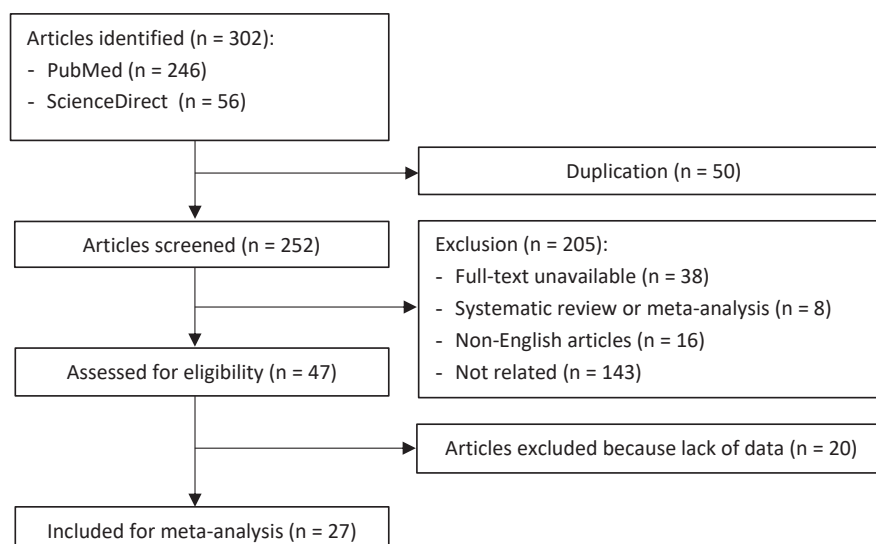 Articles identified (n = 302):
- PubMed (n = 246)
- ScienceDirect (n = 56)
Duplication (n = 50)
Articles screened (n = 252)
Exclusion (n = 205):
- Full-text unavailable (n = 38)
- Systematic review or meta-analysis (n = 8)
- Non-English articles (n = 16)
- Not related (n = 143)
Assessed for eligibility (n = 47)
Articles excluded because lack of data (n = 20)
Included for meta-analysis (n = 27)